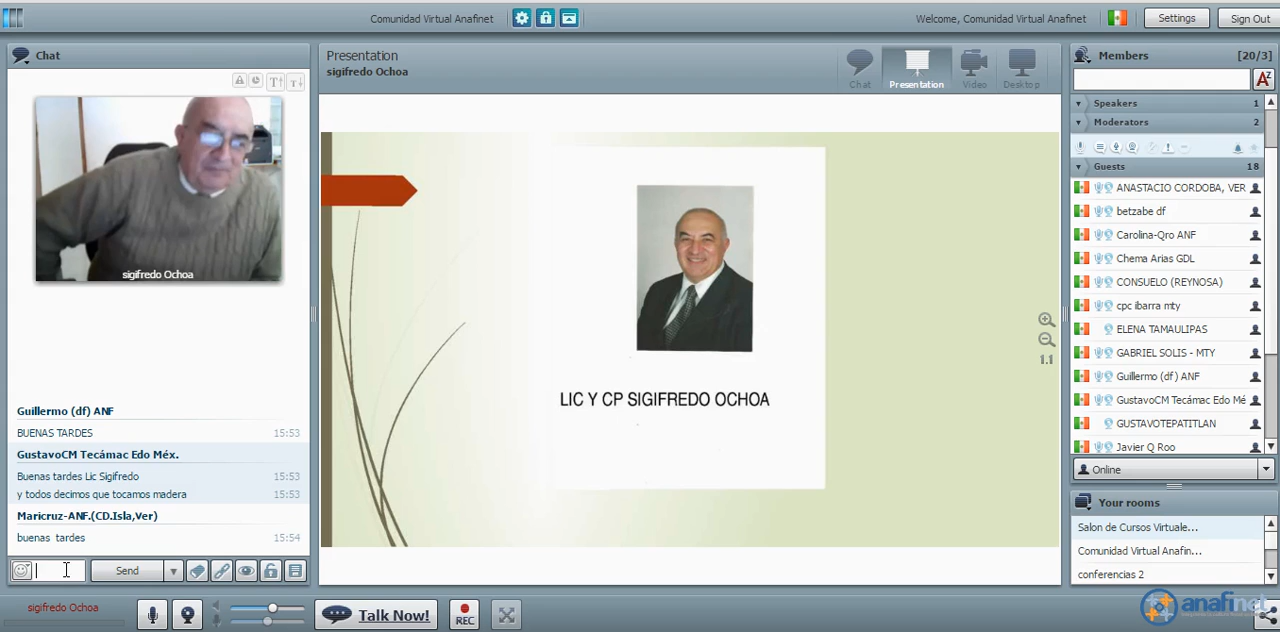 Comunidad Virtual Anafinet
Welcome, Comunidad Virtual Anafinet
Settings
Sign Out
Chat
sigifredo Ochoa
Guillermo (df) ANF
BUENAS TARDES 15:53
GustavoCM Tecámac Edo Méx.
Buenas tardes Lic Sigifredo 15:53
y todos decimos que tocamos madera 15:53
Maricruz-ANF.(CD.Isla,Ver)
buenas tardes 15:54
Send
Presentation
sigifredo Ochoa
Chat
Presentation
Video
Desktop
LIC Y CP SIGIFREDO OCHOA
1.1
Members [20/3]
AZ
Speakers 1
Moderators 2
Guests 18
ANASTACIO CORDOBA, VER
betzabe df
Carolina-Qro ANF
Chema Arias GDL
CONSUELO (REYNOSA)
cpc ibarra mty
ELENA TAMAULIPAS
GABRIEL SOLIS - MTY
Guillermo (df) ANF
GustavoCM Tecámac Edo Mé
GUSTAVOTEPATITLAN
Javier Q Roo
Online
Your rooms
Salon de Cursos Virtuale...
Comunidad Virtual Anafin...
conferencias 2
sigifredo Ochoa
Talk Now!
REC
anafinet